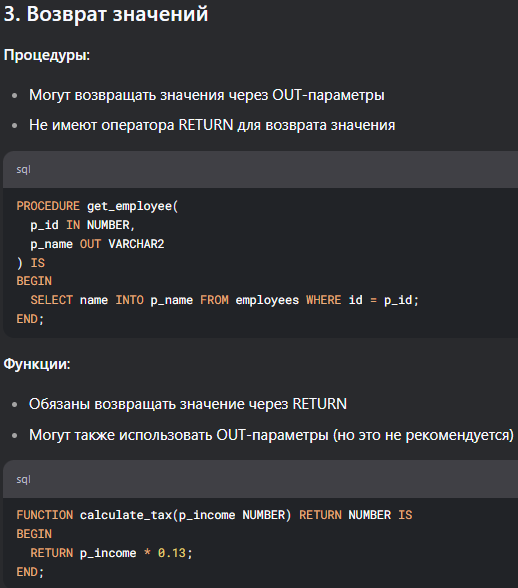 3. Возврат значений
Процедуры:
Могут возвращать значения через OUT-параметры
Не имеют оператора RETURN для возврата значения
sql
PROCEDURE get_employee(
  p_id IN NUMBER,
  p_name OUT VARCHAR2
) IS
BEGIN
  SELECT name INTO p_name FROM employees WHERE id = p_id;
END;
Функции:
Обязаны возвращать значение через RETURN
Могут также использовать OUT-параметры (но это не рекомендуется)
sql
FUNCTION calculate_tax(p_income NUMBER) RETURN NUMBER IS
BEGIN
  RETURN p_income * 0.13;
END;